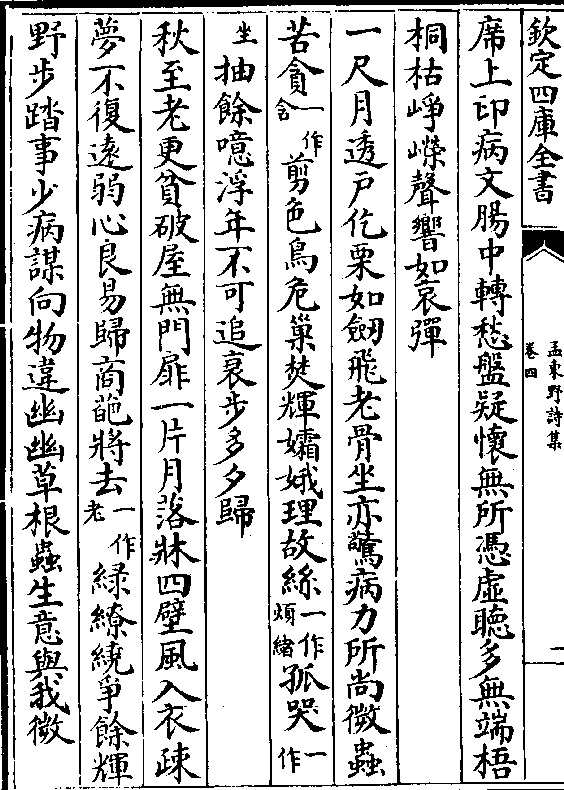 欽定四庫全書
孟東野詩集
卷四
一
席上印病文腸中轉愁盤疑懷無所憑虛聽多無端梧
桐枯崢嶸聲響如哀彈
一尺月透戶仡栗如劒飛老骨坐亦驚病力所尚微蟲
苦貪一作含剪色鳥危巢焚輝孀娥理故絲一作煩緒孤哭一作
坐抽餘噫浮年不可追衰步多夕歸
秋至老更貧破屋無門扉一片月落牀四壁風入衣疎
夢不復遠弱心良易歸商葩將去一作老綠繚繞爭餘輝
野步踏事少病謀向物違幽幽草根蟲生意與我微